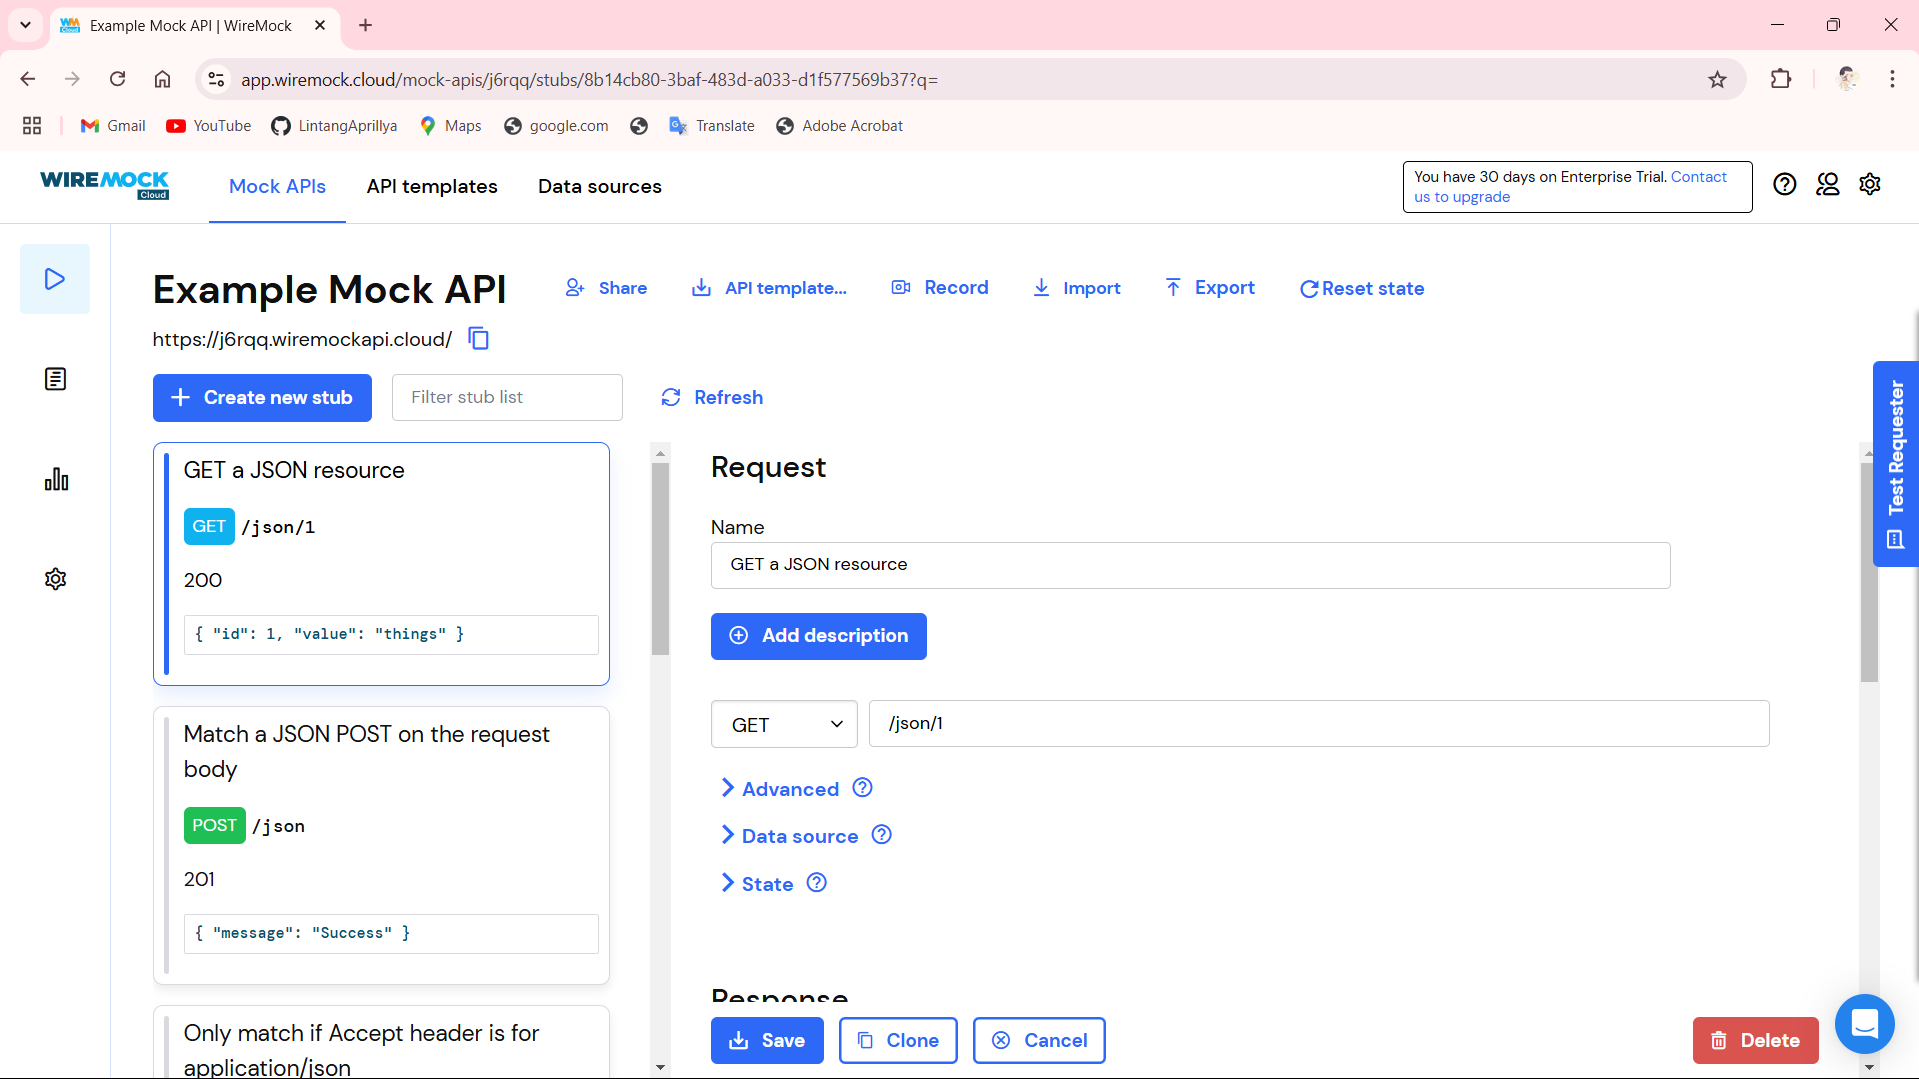 Example Mock API | WireMock
app.wiremock.cloud/mock-apis/j6rqq/stubs/8b14cb80-3baf-483d-a033-d1f577569b37?q=
Gmail
YouTube
LintangAprillya
Maps
google.com
Translate
Adobe Acrobat
WIREMOCK
Cloud
Mock APIs
API templates
Data sources
You have 30 days on Enterprise Trial. Contact
us to upgrade
Example Mock API
Share
API template...
Record
Import
Export
Reset state
https://j6rqq.wiremockapi.cloud/
Create new stub
Filter stub list
Refresh
GET a JSON resource
GET /json/1
200
{ "id": 1, "value": "things" }
Match a JSON POST on the request
body
POST /json
201
{ "message": "Success" }
Only match if Accept header is for
application/json
Request
Name
GET a JSON resource
Add description
GET
/json/1
Advanced
Data source
State
Response
Save
Clone
Cancel
Delete
Test Requester